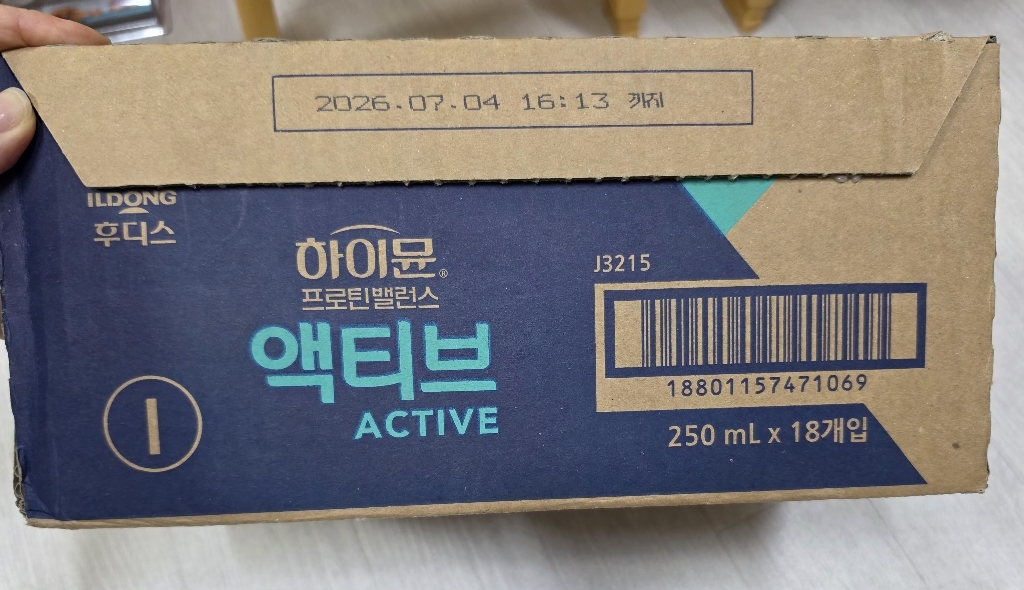 2026.07.04 16:13 까지
ILDONG
후디스
하이뮨®
프로틴밸런스
액티브
ACTIVE
I
J3215
18801157471069
250 mL x 18개입